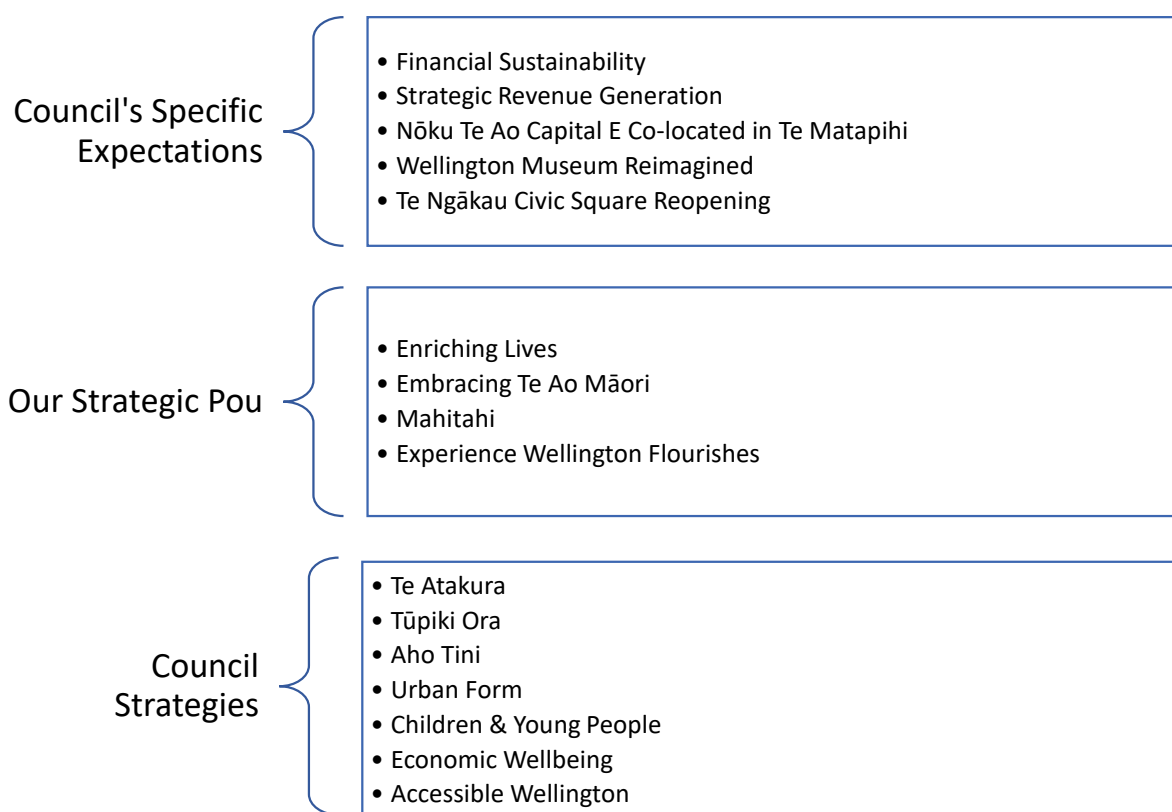 Council's Specific
Expectations
• Financial Sustainability
• Strategic Revenue Generation
• Nōku Te Ao Capital E Co-located in Te Matapihi
• Wellington Museum Reimagined
• Te Ngākau Civic Square Reopening
Our Strategic Pou
• Enriching Lives
• Embracing Te Ao Māori
• Mahitahi
• Experience Wellington Flourishes
Council
Strategies
• Te Atakura
• Tūpiki Ora
• Aho Tini
• Urban Form
• Children & Young People
• Economic Wellbeing
• Accessible Wellington